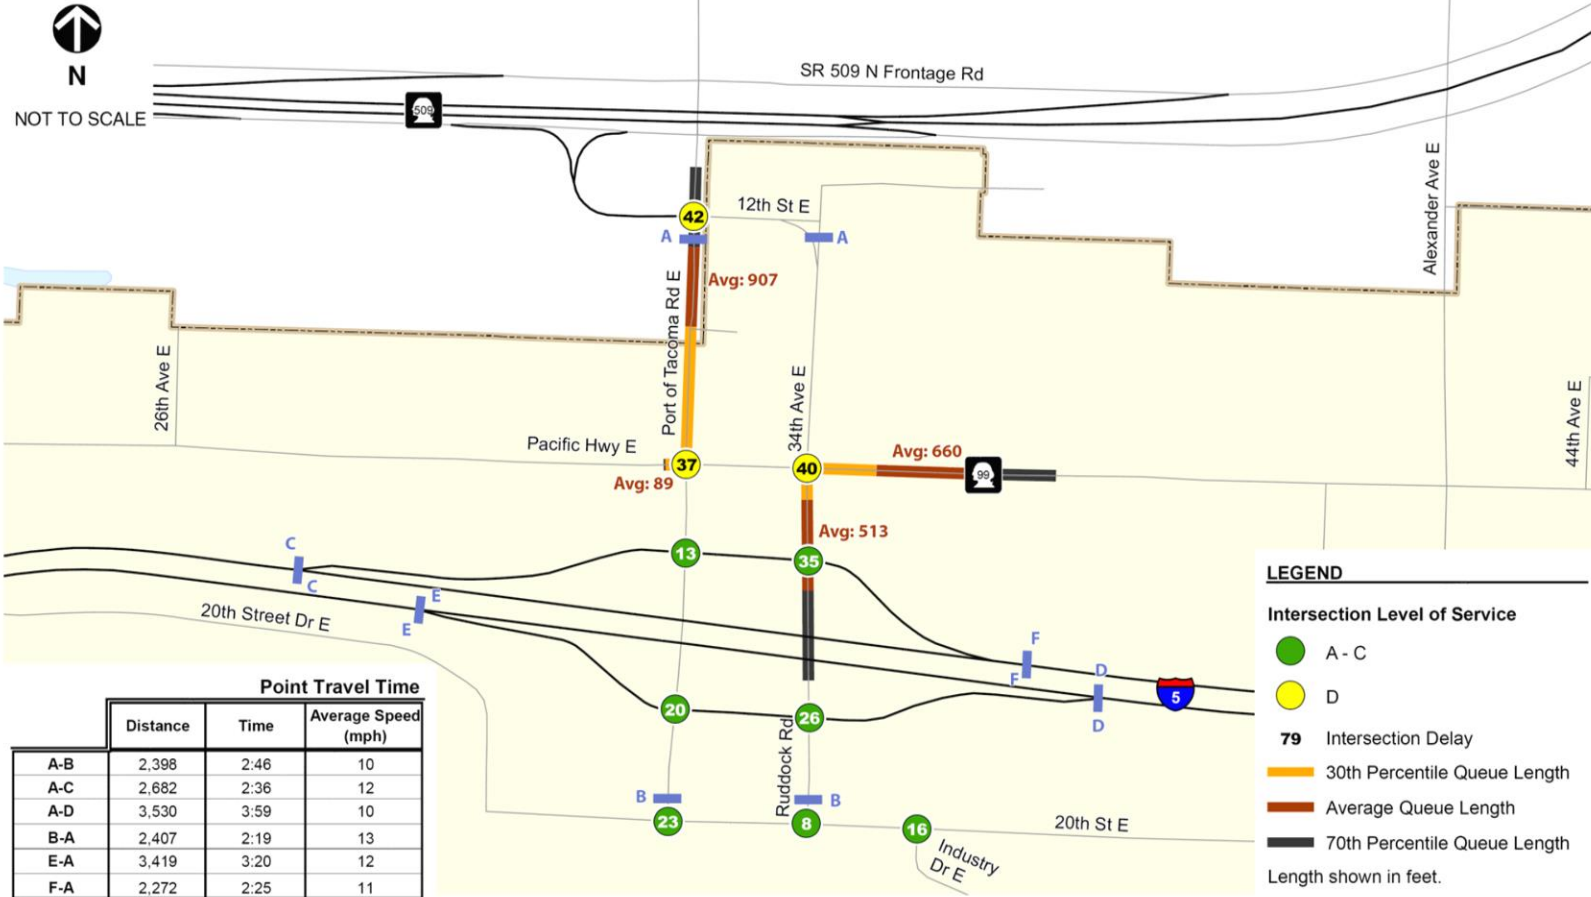 N
NOT TO SCALE
SR 509 N Frontage Rd
509
Alexander Ave E
42
12th St E
A
A
Avg: 907
Port of Tacoma Rd E
26th Ave E
34th Ave E
44th Ave E
Pacific Hwy E
37
40
Avg: 660
99
Avg: 89
Avg: 513
13
35
C
C
E
E
20th Street Dr E
F
F
D
D
5
20
26
Ruddock Rd
B
B
23
8
16
20th St E
Industry
Dr E
Point Travel Time
Distance Time Average Speed
(mph)
A-B 2,398 2:46 10
A-C 2,682 2:36 12
A-D 3,530 3:59 10
B-A 2,407 2:19 13
E-A 3,419 3:20 12
F-A 2,272 2:25 11
LEGEND
Intersection Level of Service
A - C
D
79 Intersection Delay
30th Percentile Queue Length
Average Queue Length
70th Percentile Queue Length
Length shown in feet.